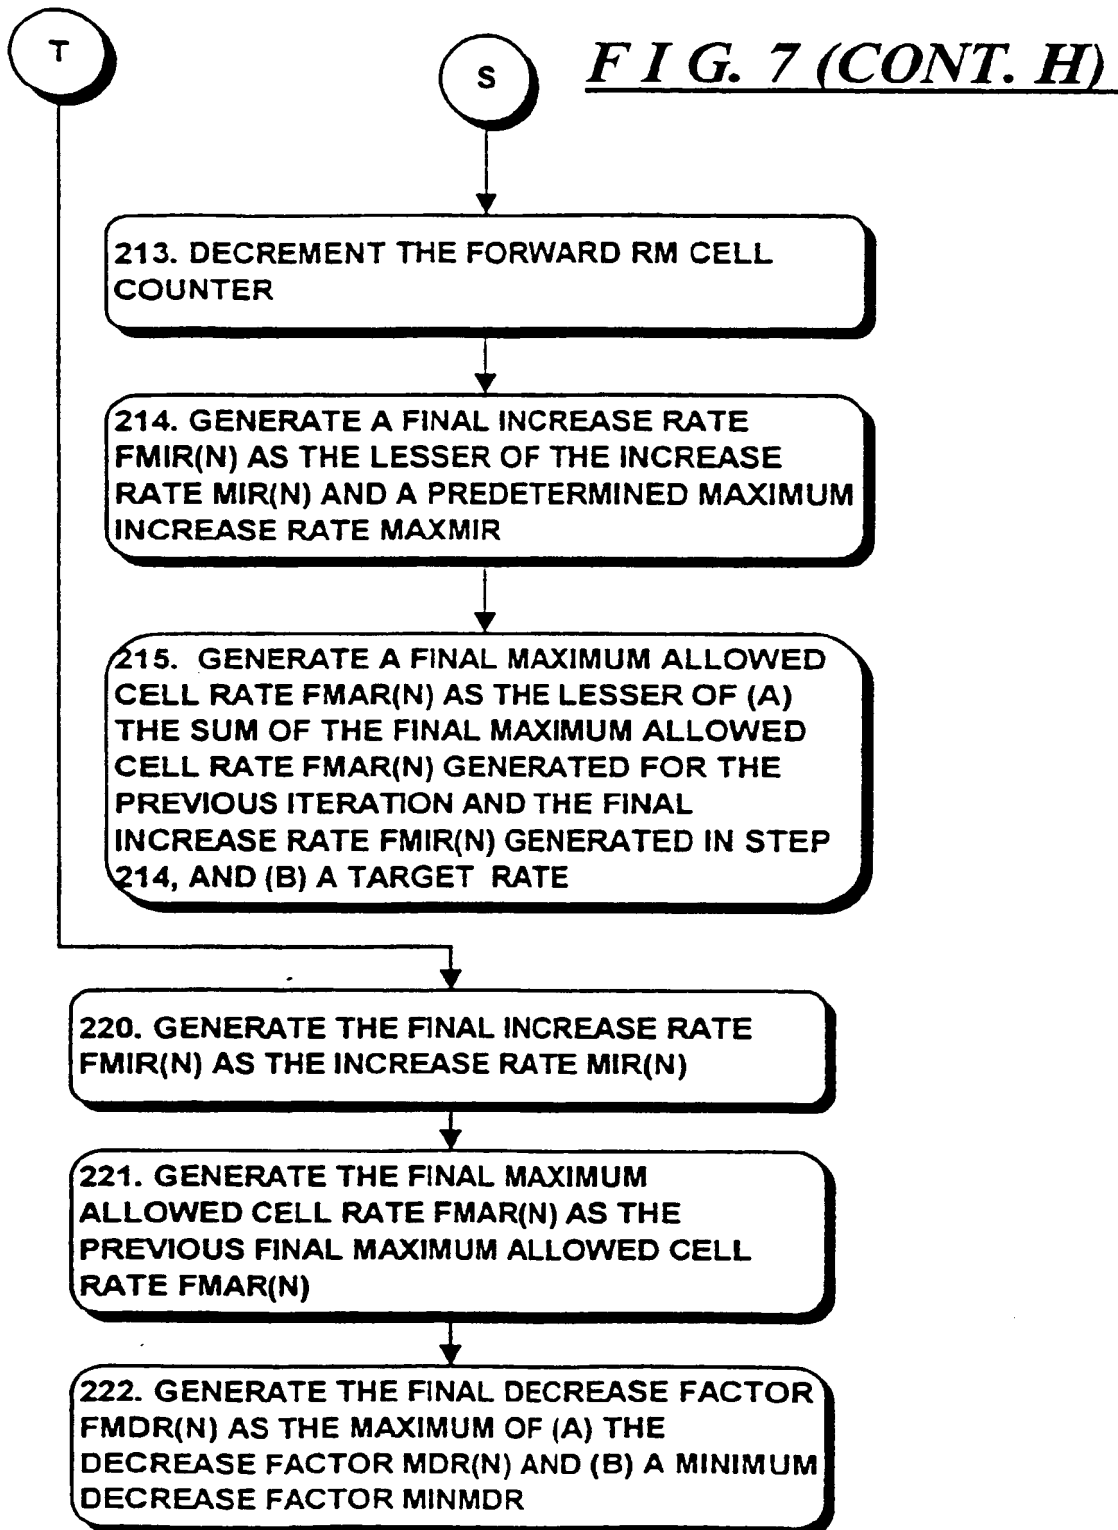 T
S
F I G. 7 (CONT. H)
213. DECREMENT THE FORWARD RM CELL
COUNTER
214. GENERATE A FINAL INCREASE RATE
FMIR(N) AS THE LESSER OF THE INCREASE
RATE MIR(N) AND A PREDETERMINED MAXIMUM
INCREASE RATE MAXMIR
215. GENERATE A FINAL MAXIMUM ALLOWED
CELL RATE FMAR(N) AS THE LESSER OF (A)
THE SUM OF THE FINAL MAXIMUM ALLOWED
CELL RATE FMAR(N) GENERATED FOR THE
PREVIOUS ITERATION AND THE FINAL
INCREASE RATE FMIR(N) GENERATED IN STEP
214, AND (B) A TARGET RATE
220. GENERATE THE FINAL INCREASE RATE
FMIR(N) AS THE INCREASE RATE MIR(N)
221. GENERATE THE FINAL MAXIMUM
ALLOWED CELL RATE FMAR(N) AS THE
PREVIOUS FINAL MAXIMUM ALLOWED CELL
RATE FMAR(N)
222. GENERATE THE FINAL DECREASE FACTOR
FMDR(N) AS THE MAXIMUM OF (A) THE
DECREASE FACTOR MDR(N) AND (B) A MINIMUM
DECREASE FACTOR MINMDR